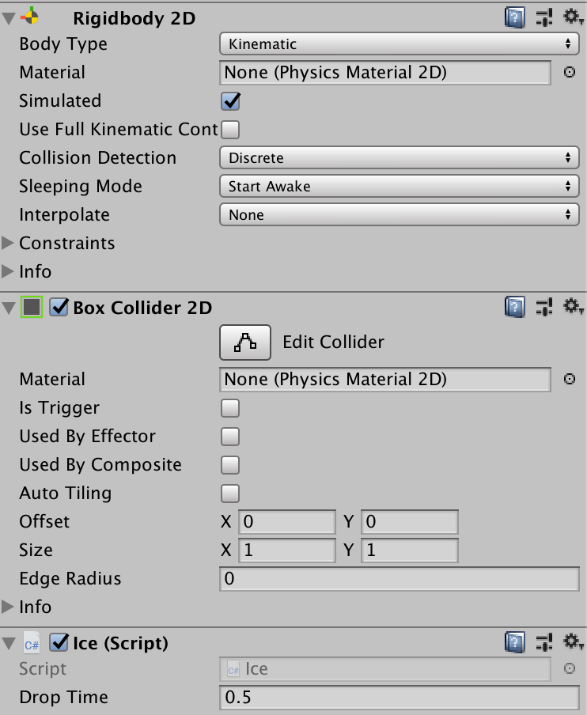 Rigidbody 2D
Body Type Kinematic
Material None (Physics Material 2D)
Simulated
Use Full Kinematic Cont
Collision Detection Discrete
Sleeping Mode Start Awake
Interpolate None
Constraints
Info
Box Collider 2D
Edit Collider
Material None (Physics Material 2D)
Is Trigger
Used By Effector
Used By Composite
Auto Tiling
Offset X 0 Y 0
Size X 1 Y 1
Edge Radius 0
Info
C# Ice (Script)
Script C# Ice
Drop Time 0.5